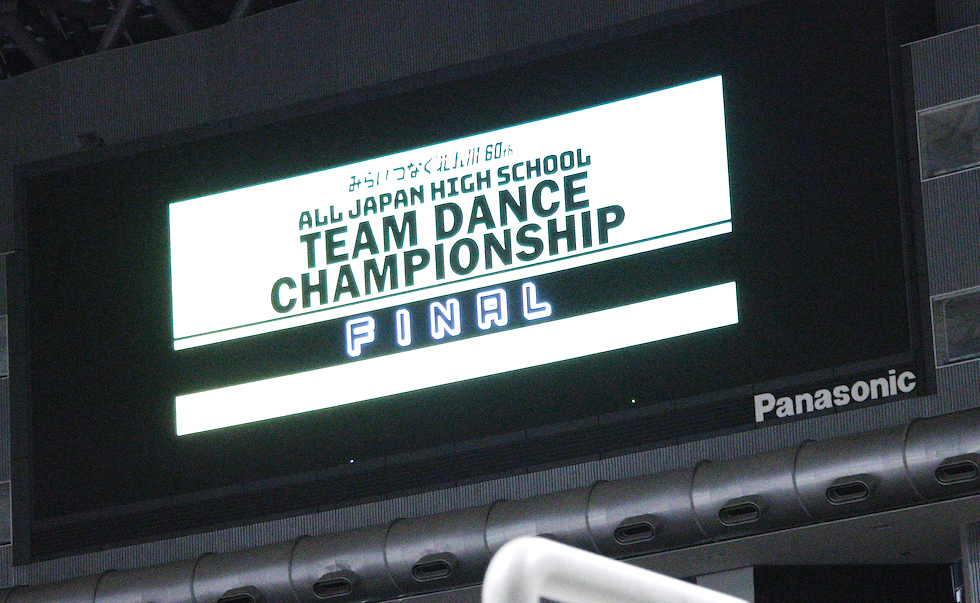 みらいつなぐ 60th
ALL JAPAN HIGH SCHOOL
TEAM DANCE
CHAMPIONSHIP
FINAL
Panasonic